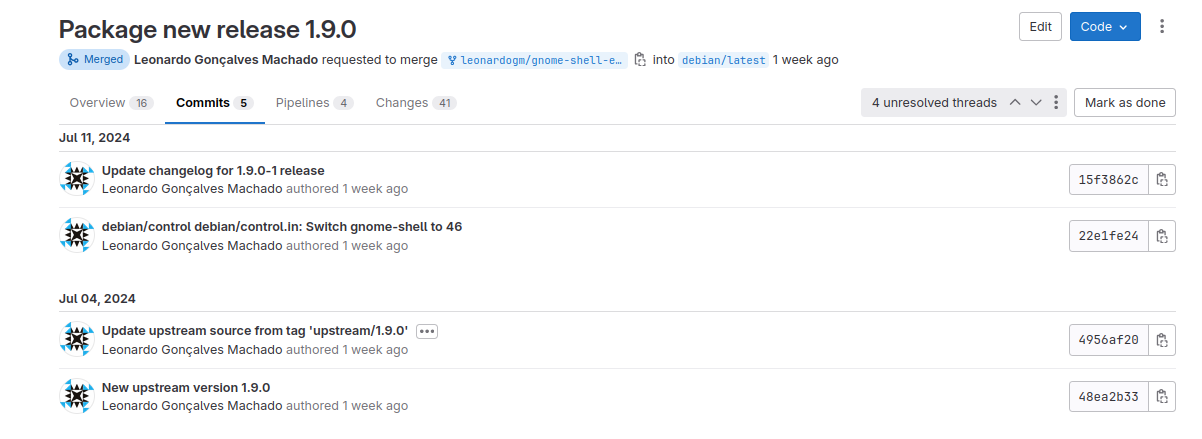 Package new release 1.9.0
Edit
Code
Merged Leonardo Gonçalves Machado requested to merge leonardogm/gnome-shell-e… into debian/latest 1 week ago
Overview 16 Commits 5 Pipelines 4 Changes 41
4 unresolved threads
Mark as done
Jul 11, 2024
Update changelog for 1.9.0-1 release
Leonardo Gonçalves Machado authored 1 week ago
15f3862c
debian/control debian/control.in: Switch gnome-shell to 46
Leonardo Gonçalves Machado authored 1 week ago
22e1fe24
Jul 04, 2024
Update upstream source from tag 'upstream/1.9.0'
Leonardo Gonçalves Machado authored 1 week ago
4956af20
New upstream version 1.9.0
Leonardo Gonçalves Machado authored 1 week ago
48ea2b33